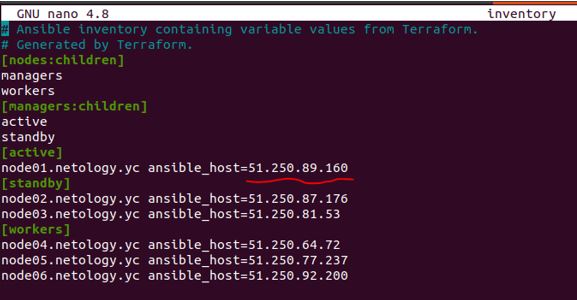 GNU nano 4.8 inventory
# Ansible inventory containing variable values from Terraform.
# Generated by Terraform.
[nodes:children]
managers
workers
[managers:children]
active
standby
[active]
node01.netology.yc ansible_host=51.250.89.160
[standby]
node02.netology.yc ansible_host=51.250.87.176
node03.netology.yc ansible_host=51.250.81.53
[workers]
node04.netology.yc ansible_host=51.250.64.72
node05.netology.yc ansible_host=51.250.77.237
node06.netology.yc ansible_host=51.250.92.200